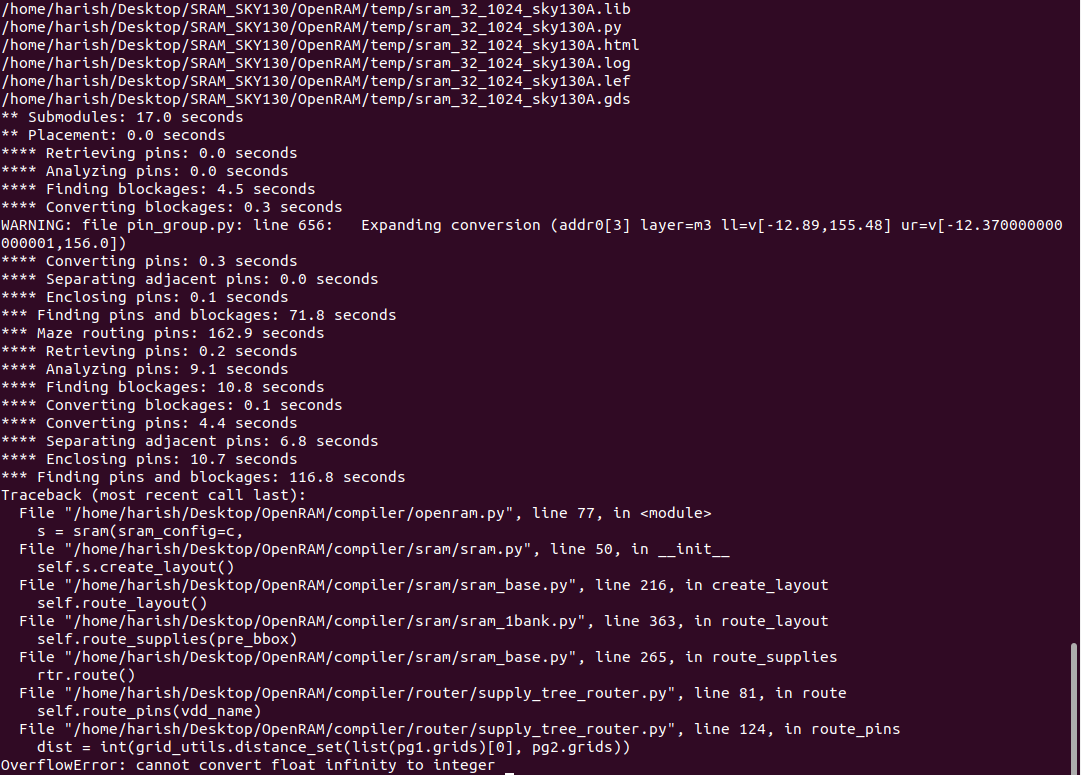 /home/harish/Desktop/SRAM_SKY130/OpenRAM/temp/sram_32_1024_sky130A.lib
/home/harish/Desktop/SRAM_SKY130/OpenRAM/temp/sram_32_1024_sky130A.py
/home/harish/Desktop/SRAM_SKY130/OpenRAM/temp/sram_32_1024_sky130A.html
/home/harish/Desktop/SRAM_SKY130/OpenRAM/temp/sram_32_1024_sky130A.log
/home/harish/Desktop/SRAM_SKY130/OpenRAM/temp/sram_32_1024_sky130A.lef
/home/harish/Desktop/SRAM_SKY130/OpenRAM/temp/sram_32_1024_sky130A.gds
** Submodules: 17.0 seconds
** Placement: 0.0 seconds
**** Retrieving pins: 0.0 seconds
**** Analyzing pins: 0.0 seconds
**** Finding blockages: 4.5 seconds
**** Converting blockages: 0.3 seconds
WARNING: file pin_group.py: line 656:   Expanding conversion (addr0[3] layer=m3 ll=v[-12.89,155.48] ur=v[-12.370000000
000001,156.0])
**** Converting pins: 0.3 seconds
**** Separating adjacent pins: 0.0 seconds
**** Enclosing pins: 0.1 seconds
*** Finding pins and blockages: 71.8 seconds
*** Maze routing pins: 162.9 seconds
**** Retrieving pins: 0.2 seconds
**** Analyzing pins: 9.1 seconds
**** Finding blockages: 10.8 seconds
**** Converting blockages: 0.1 seconds
**** Converting pins: 4.4 seconds
**** Separating adjacent pins: 6.8 seconds
**** Enclosing pins: 10.7 seconds
*** Finding pins and blockages: 116.8 seconds
Traceback (most recent call last):
  File "/home/harish/Desktop/OpenRAM/compiler/openram.py", line 77, in <module>
    s = sram(sram_config=c,
  File "/home/harish/Desktop/OpenRAM/compiler/sram/sram.py", line 50, in __init__
    self.s.create_layout()
  File "/home/harish/Desktop/OpenRAM/compiler/sram/sram_base.py", line 216, in create_layout
    self.route_layout()
  File "/home/harish/Desktop/OpenRAM/compiler/sram/sram_1bank.py", line 363, in route_layout
    self.route_supplies(pre_bbox)
  File "/home/harish/Desktop/OpenRAM/compiler/sram/sram_base.py", line 265, in route_supplies
    rtr.route()
  File "/home/harish/Desktop/OpenRAM/compiler/router/supply_tree_router.py", line 81, in route
    self.route_pins(vdd_name)
  File "/home/harish/Desktop/OpenRAM/compiler/router/supply_tree_router.py", line 124, in route_pins
    dist = int(grid_utils.distance_set(list(pg1.grids)[0], pg2.grids))
OverflowError: cannot convert float infinity to integer